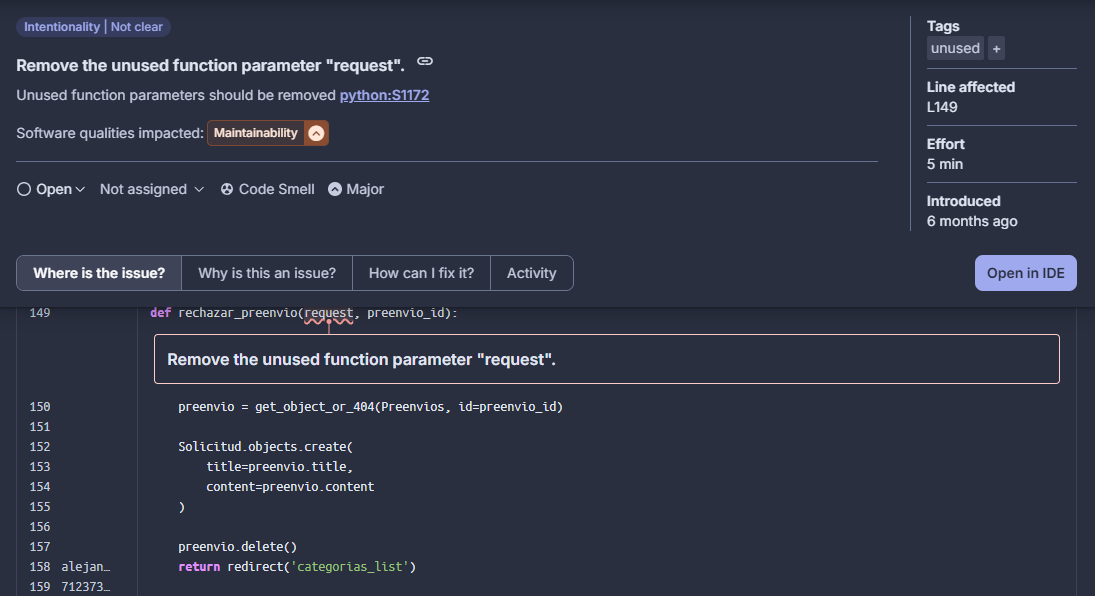 Intentionality | Not clear
Remove the unused function parameter "request".
Unused function parameters should be removed python:S1172
Software qualities impacted: Maintainability
Open Not assigned Code Smell Major
Tags
unused +
Line affected
L149
Effort
5 min
Introduced
6 months ago
Where is the issue? Why is this an issue? How can I fix it? Activity
Open in IDE
149 def rechazar_preenvio(request, preenvio_id):
Remove the unused function parameter "request".
150 preenvio = get_object_or_404(Preenvios, id=preenvio_id)
151
152 Solicitud.objects.create(
153 title=preenvio.title,
154 content=preenvio.content
155 )
156
157 preenvio.delete()
158 alejan… return redirect('categorias_list')
159 712373…